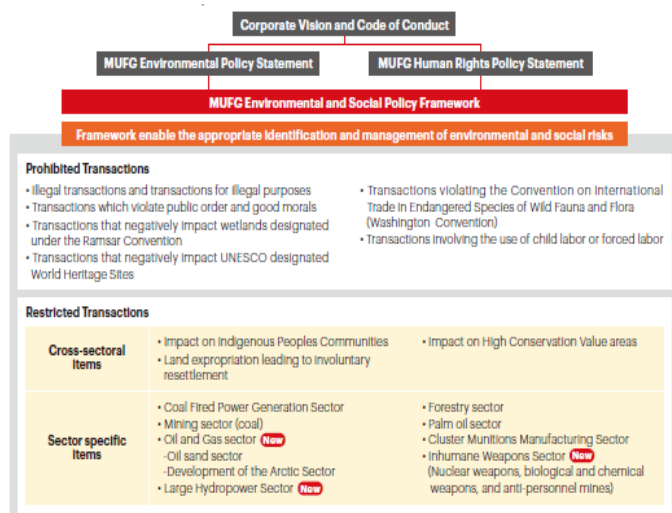 Corporate Vision and Code of Conduct
MUFG Environmental Policy Statement
MUFG Human Rights Policy Statement
MUFG Environmental and Social Policy Framework
Framework enable the appropriate identification and management of environmental and social risks
Prohibited Transactions
• Illegal transactions and transactions for illegal purposes
• Transactions which violate public order and good morals
• Transactions that negatively impact wetlands designated
under the Ramsar Convention
• Transactions that negatively impact UNESCO designated
World Heritage Sites
• Transactions violating the Convention on International
Trade in Endangered Species of Wild Fauna and Flora
(Washington Convention)
• Transactions involving the use of child labor or forced labor
Restricted Transactions
Cross-sectoral
items
• Impact on Indigenous Peoples Communities
• Land expropriation leading to involuntary
resettlement
• Impact on High Conservation Value areas
Sector specific
items
• Coal Fired Power Generation Sector
• Mining sector (coal)
• Oil and Gas sector New
-Oil sand sector
-Development of the Arctic Sector
• Large Hydropower Sector New
• Forestry sector
• Palm oil sector
• Cluster Munitions Manufacturing Sector
• Inhumane Weapons Sector New
(Nuclear weapons, biological and chemical
weapons, and anti-personnel mines)